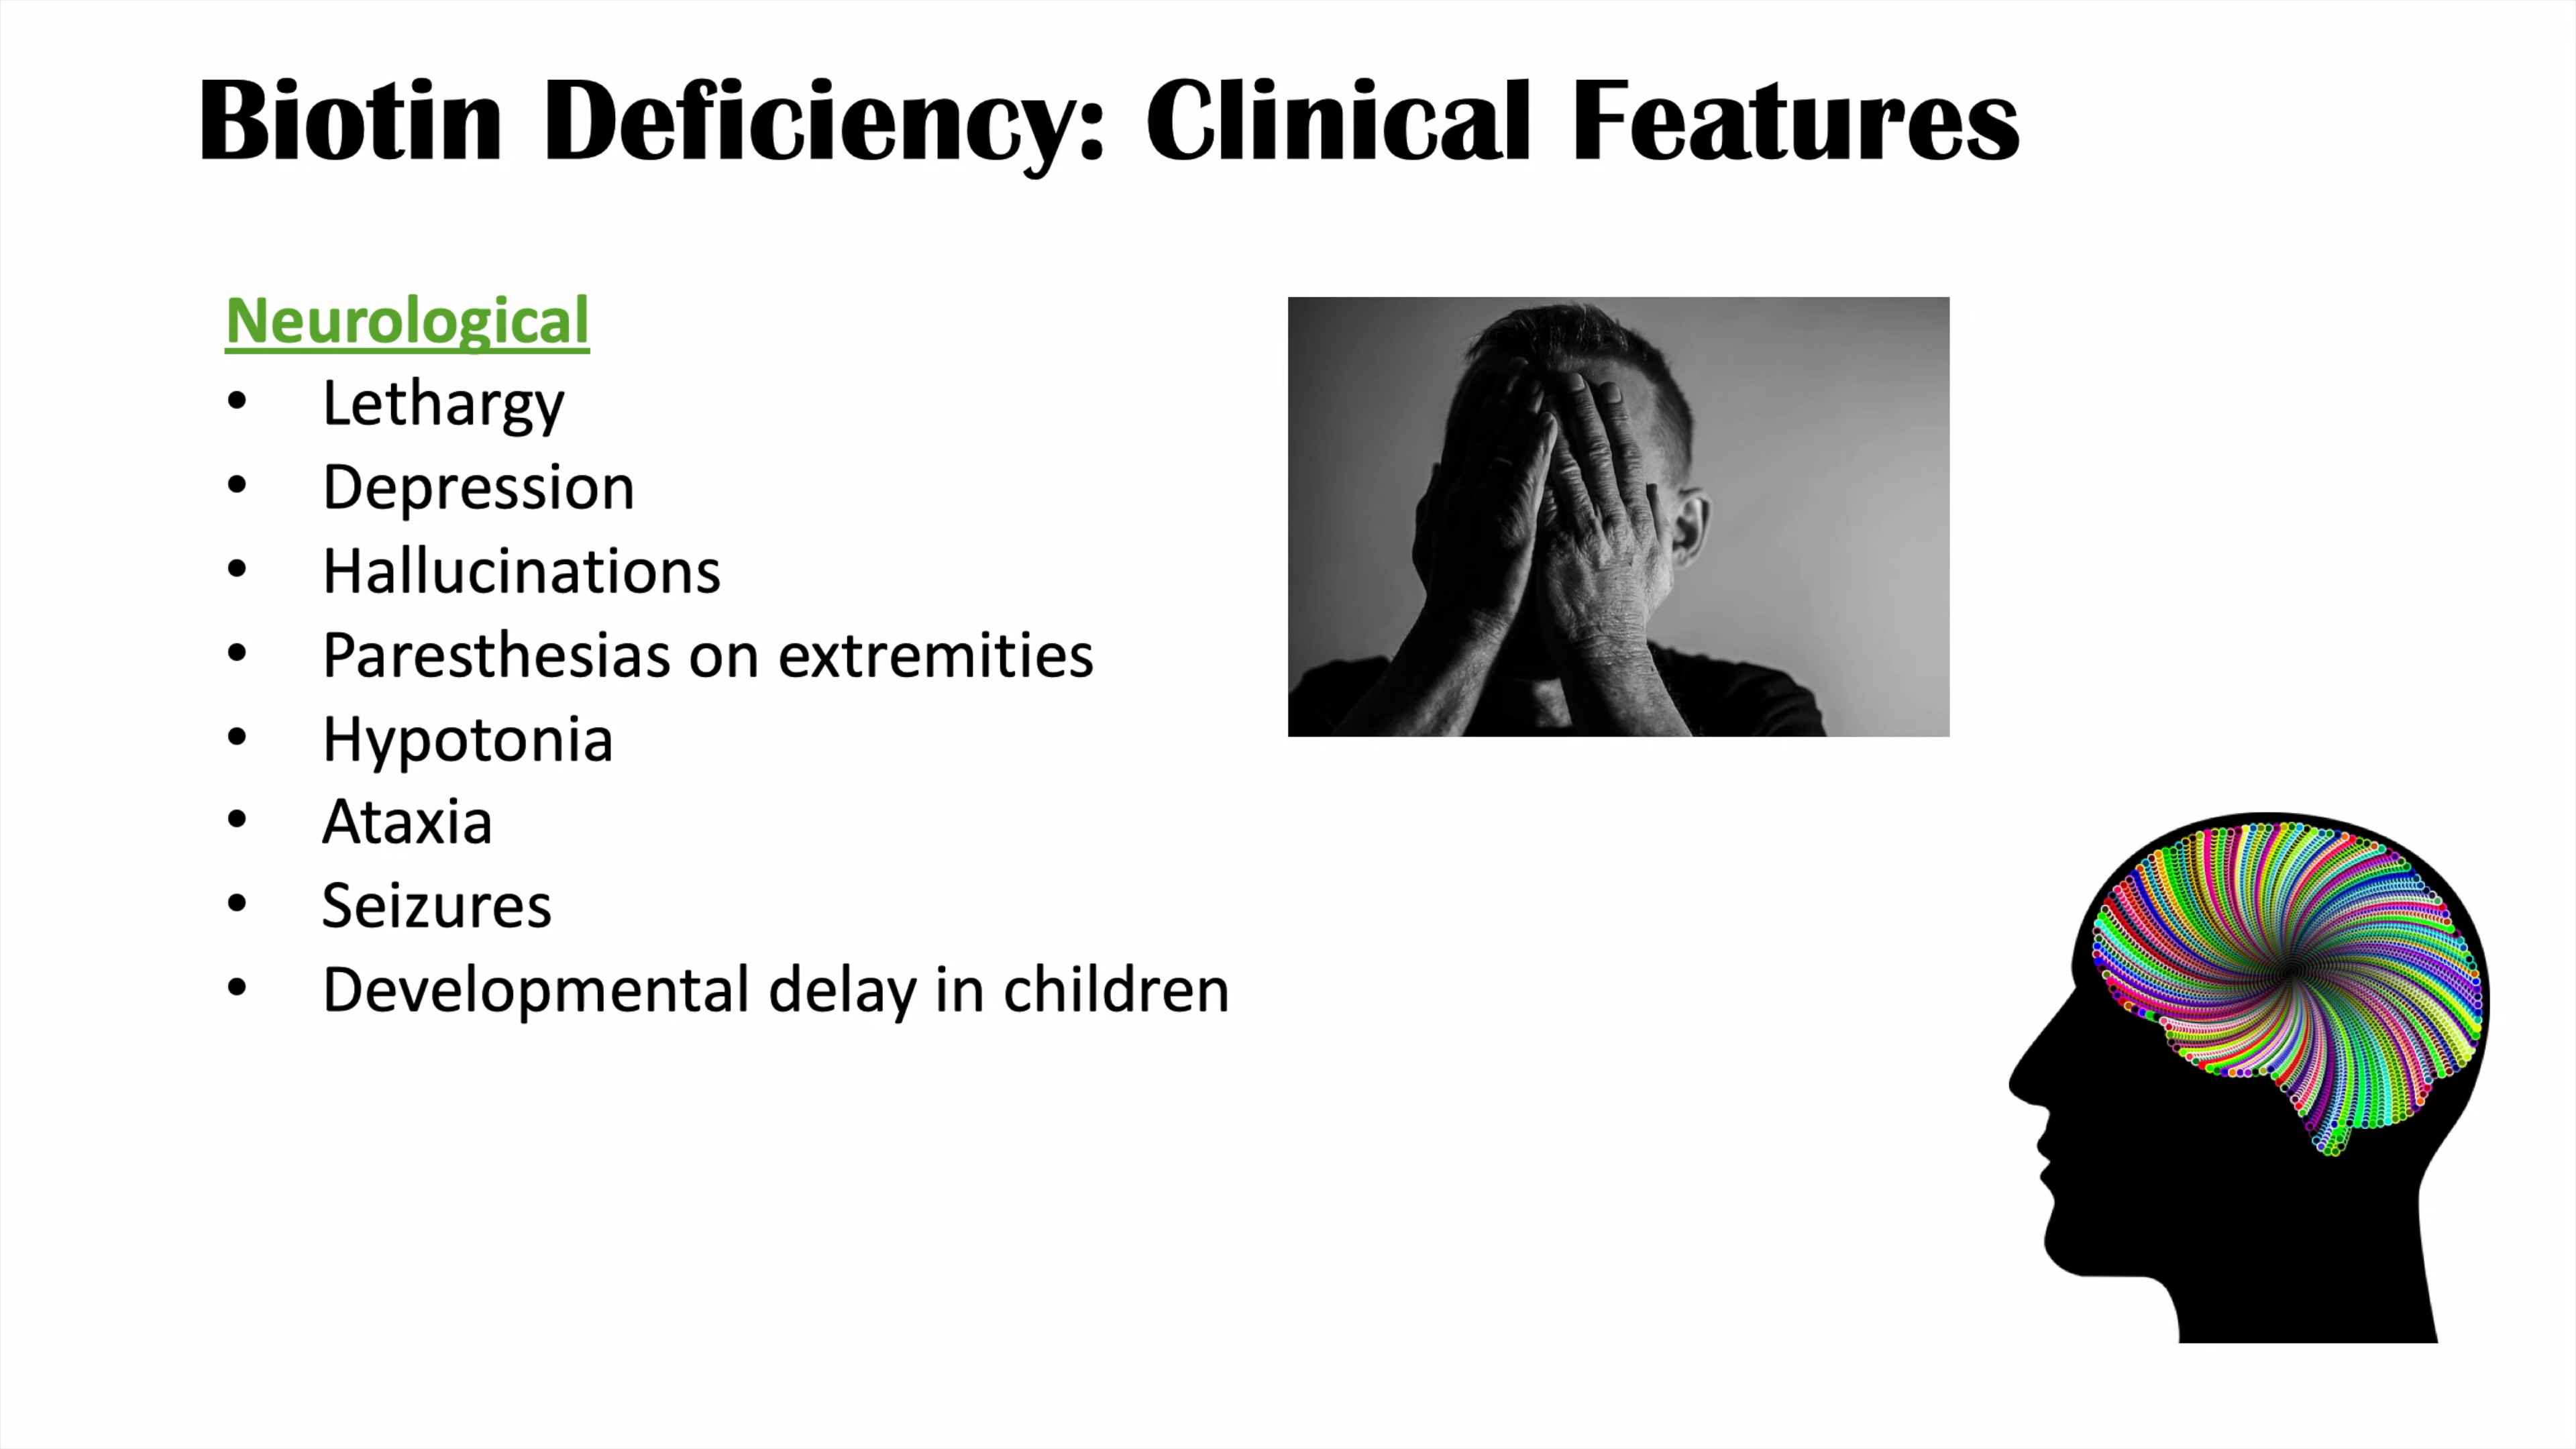 Biotin Deficiency: Clinical Features
Neurological
• Lethargy
• Depression
• Hallucinations
• Paresthesias on extremities
• Hypotonia
• Ataxia
• Seizures
• Developmental delay in children